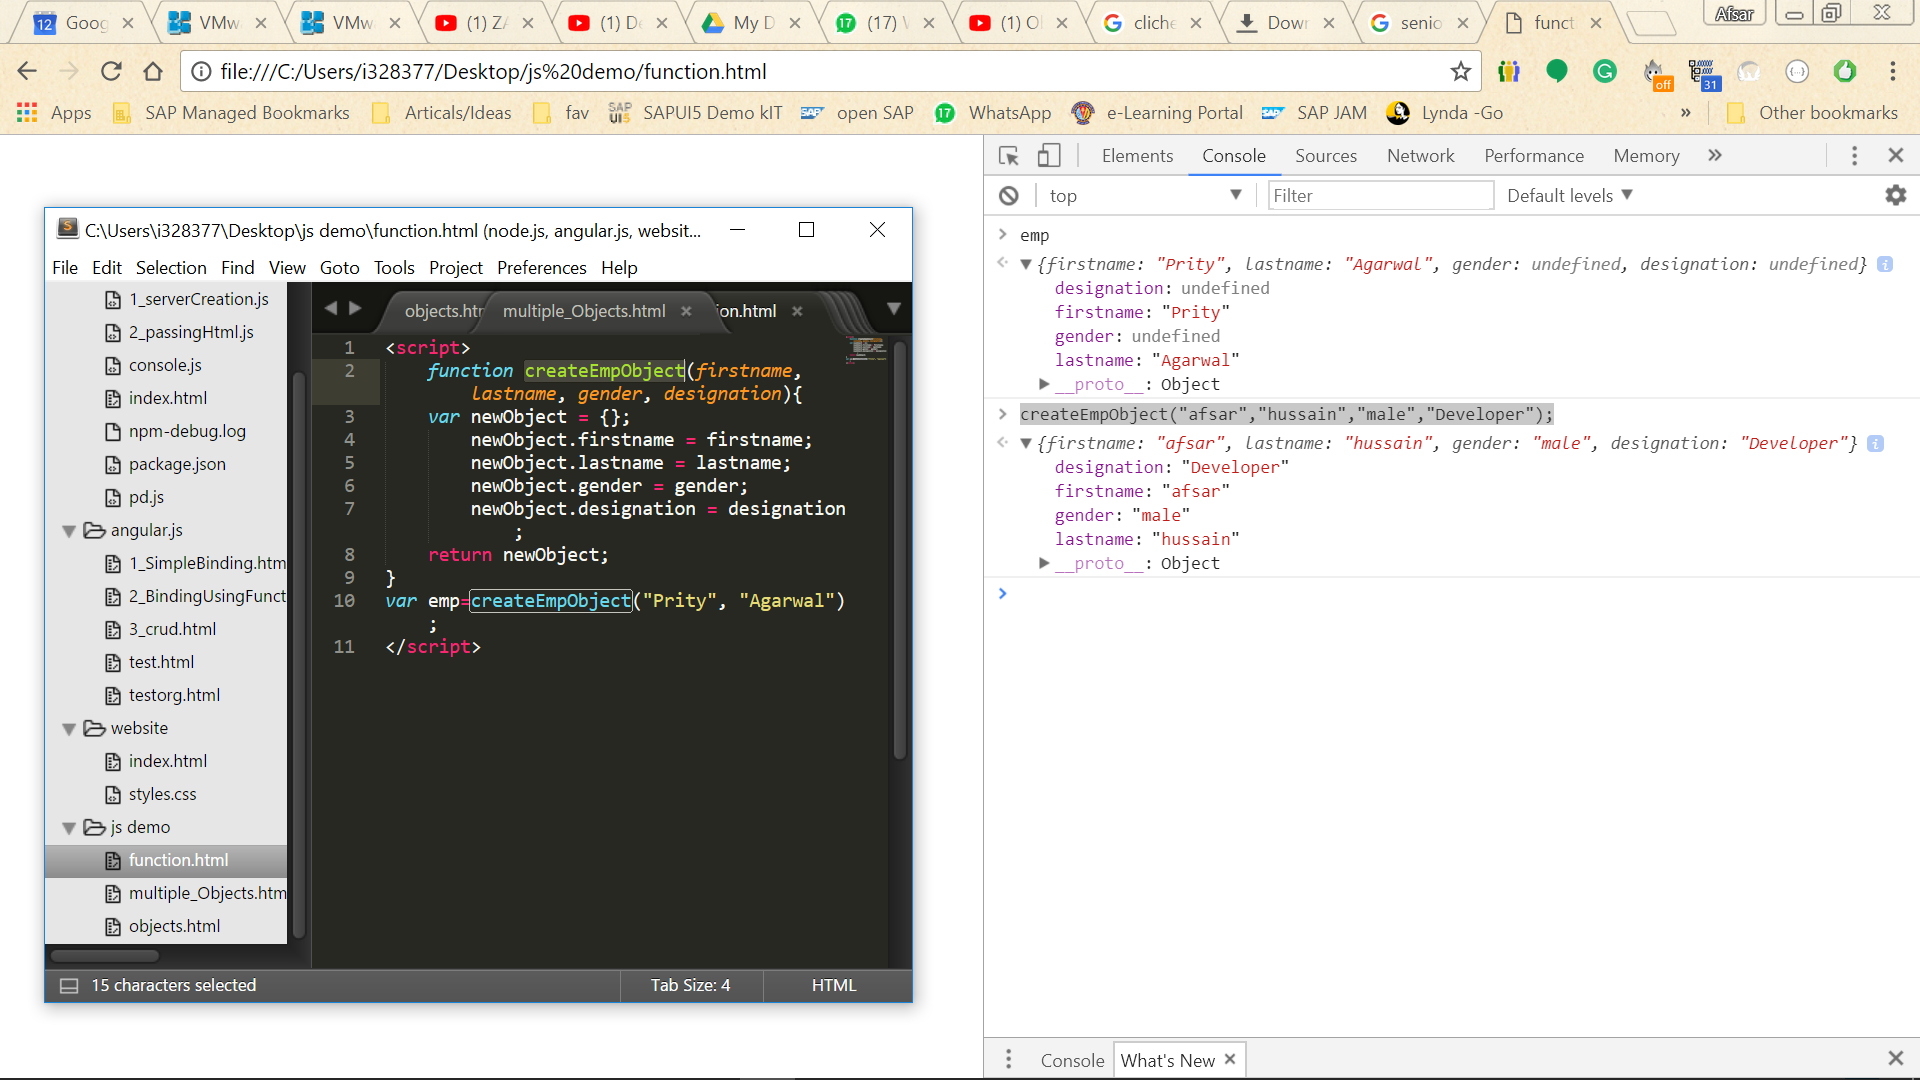 Goog
VMw
VMw
(1) ZA
(1) De
My D
(17) V
(1) Ol
cliche
Down
senio
funct
Afsar
file:///C:/Users/i328377/Desktop/js%20demo/function.html
off
31
Apps
SAP Managed Bookmarks
Articals/Ideas
fav
SAPUI5 Demo kIT
open SAP
WhatsApp
e-Learning Portal
SAP JAM
Lynda -Go
»
Other bookmarks
C:\Users\i328377\Desktop\js demo\function.html (node.js, angular.js, websit...
File Edit Selection Find View Goto Tools Project Preferences Help
1_serverCreation.js
2_passingHtml.js
console.js
index.html
npm-debug.log
package.json
pd.js
angular.js
1_SimpleBinding.htm
2_BindingUsingFunct
3_crud.html
test.html
testorg.html
website
index.html
styles.css
js demo
function.html
multiple_Objects.htm
objects.html
objects.htr
multiple_Objects.html
ion.html
1 <script>
2 function createEmpObject(firstname,
lastname, gender, designation){
3 var newObject = {};
4 newObject.firstname = firstname;
5 newObject.lastname = lastname;
6 newObject.gender = gender;
7 newObject.designation = designation
;
8 return newObject;
9 }
10 var emp=createEmpObject("Prity", "Agarwal")
;
11 </script>
15 characters selected
Tab Size: 4
HTML
Elements Console Sources Network Performance Memory »
top
Filter
Default levels
emp
{firstname: "Prity", lastname: "Agarwal", gender: undefined, designation: undefined}
designation: undefined
firstname: "Prity"
gender: undefined
lastname: "Agarwal"
__proto__: Object
createEmpObject("afsar","hussain","male","Developer");
{firstname: "afsar", lastname: "hussain", gender: "male", designation: "Developer"}
designation: "Developer"
firstname: "afsar"
gender: "male"
lastname: "hussain"
__proto__: Object
Console
What's New